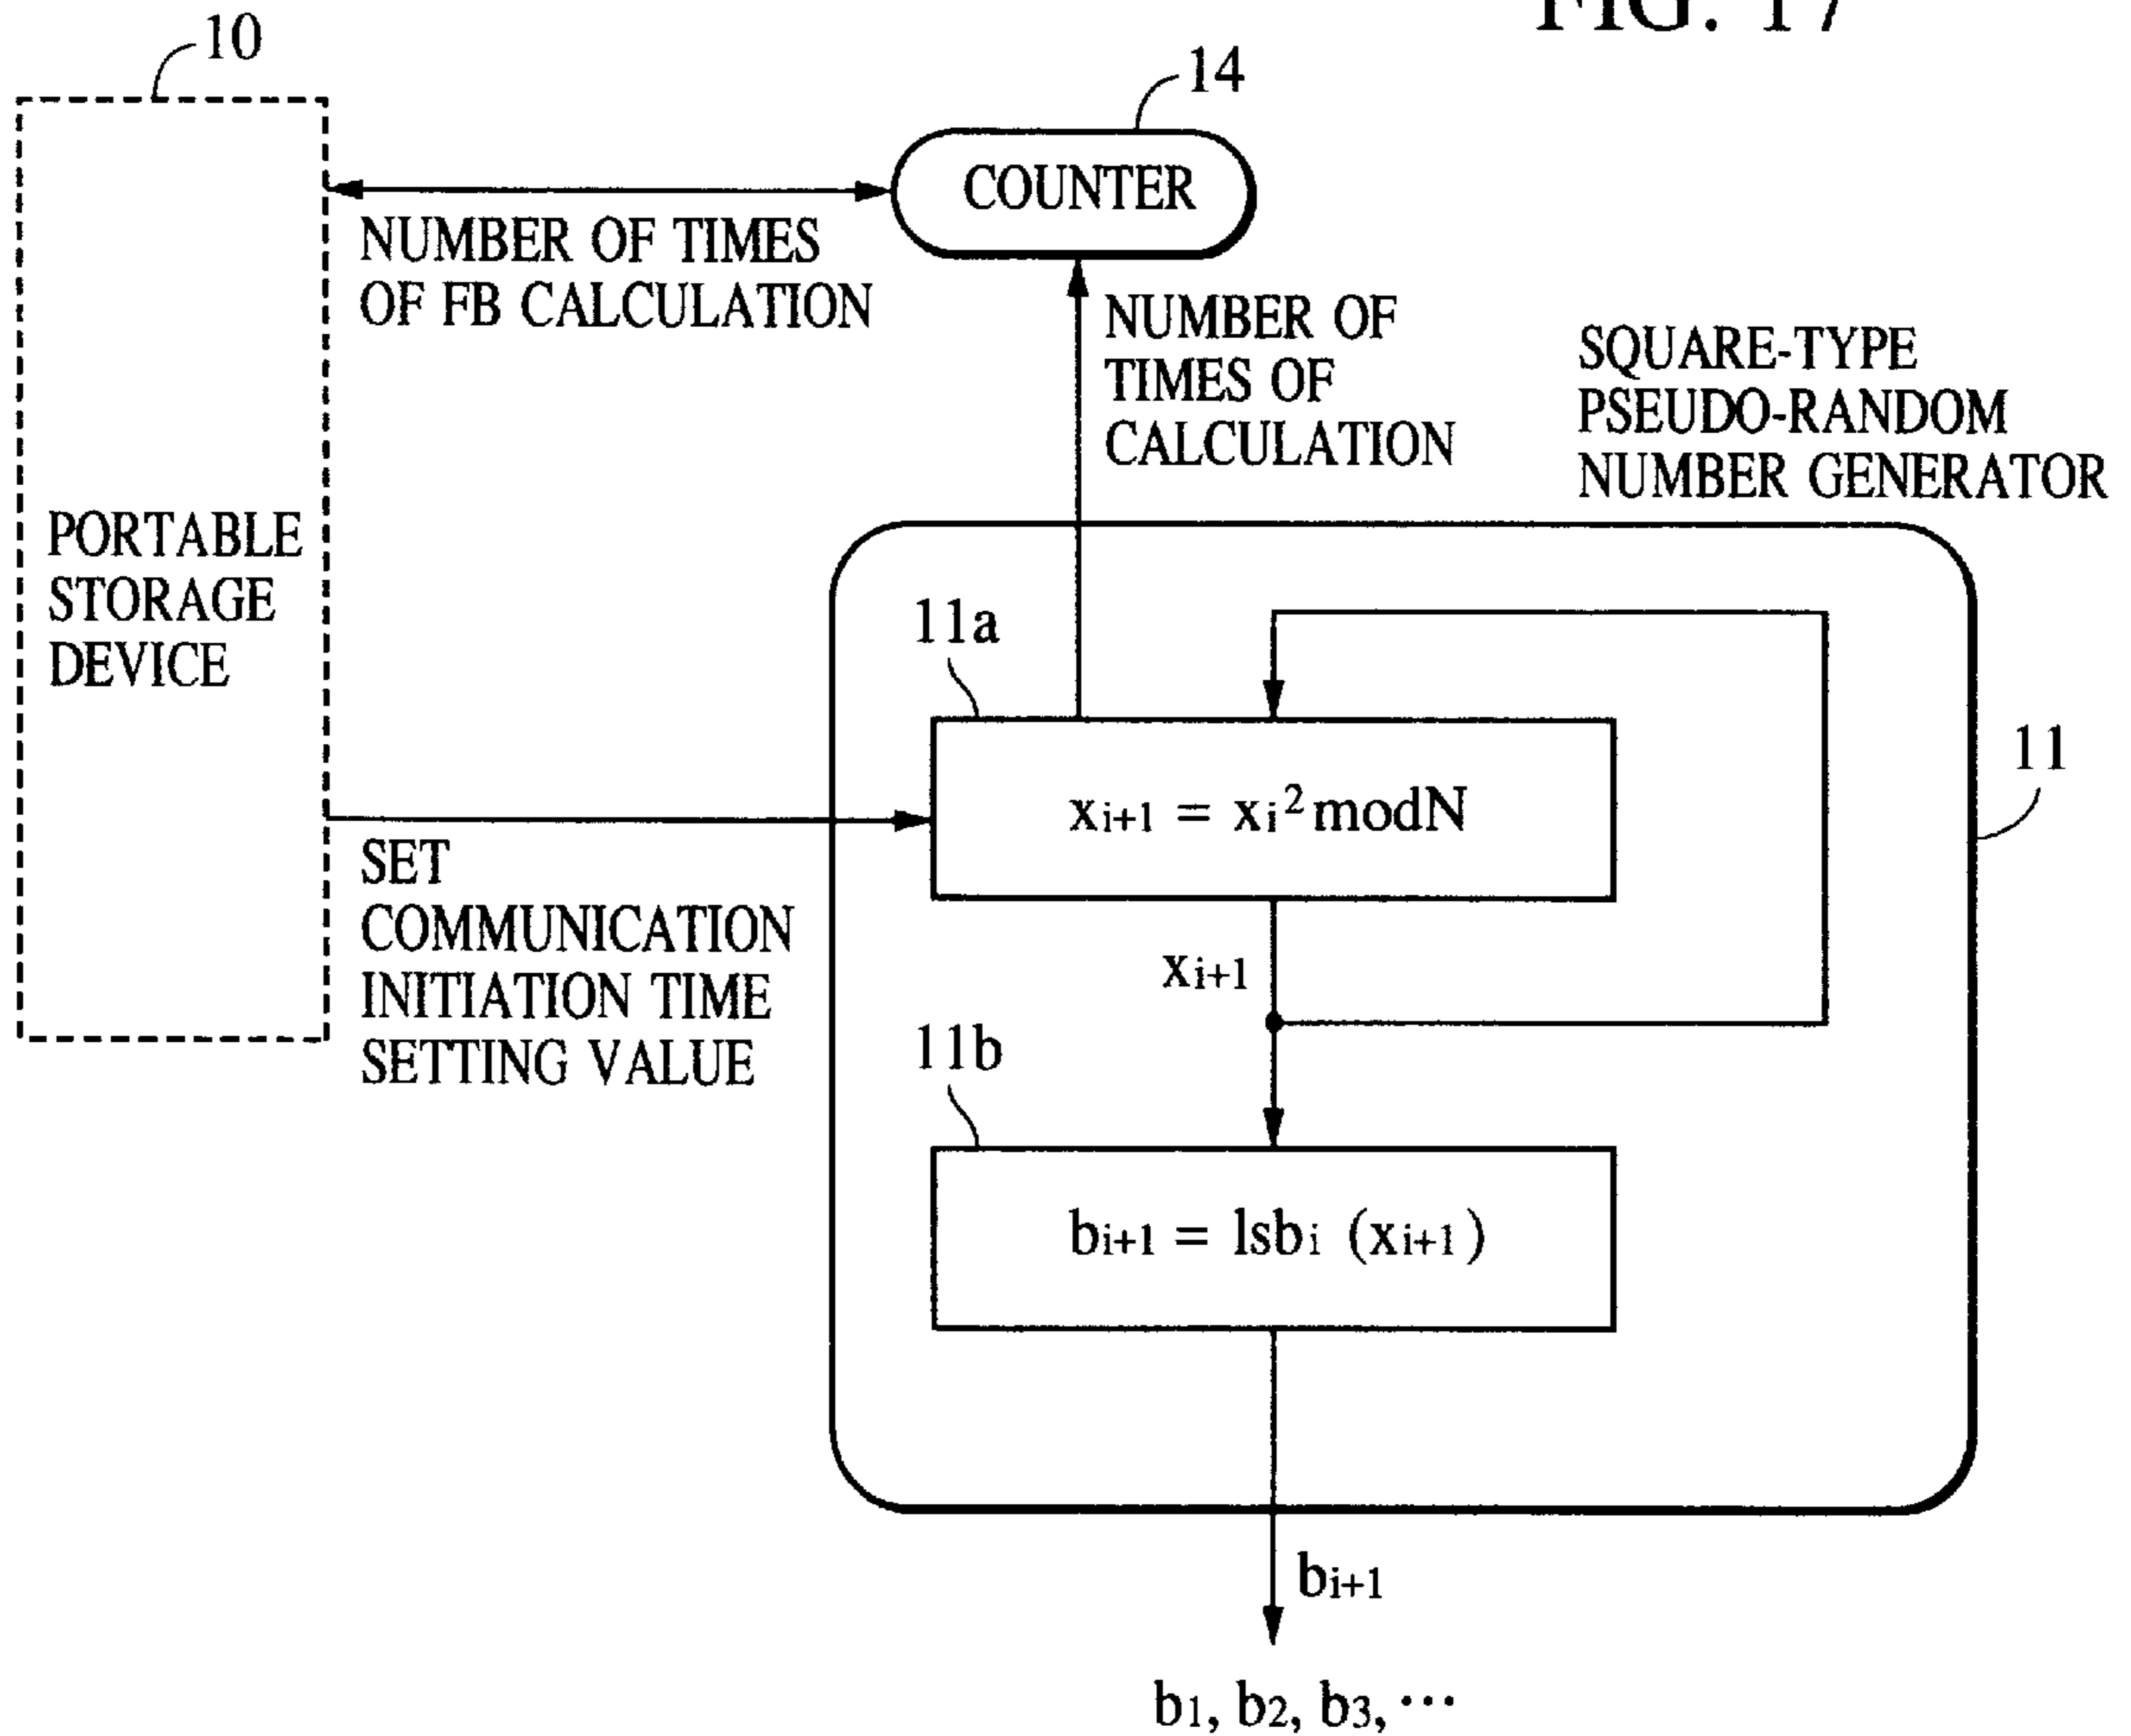 FIG. 17
10
14
COUNTER
NUMBER OF TIMES
OF FB CALCULATION
NUMBER OF
TIMES OF
CALCULATION
SQUARE-TYPE
PSEUDO-RANDOM
NUMBER GENERATOR
PORTABLE
STORAGE
DEVICE
11a
11
xᵢ₊₁ = xᵢ² modN
SET
COMMUNICATION
INITIATION TIME
SETTING VALUE
xᵢ₊₁
11b
bᵢ₊₁ = lsbᵢ (xᵢ₊₁)
bᵢ₊₁
b₁, b₂, b₃, ···